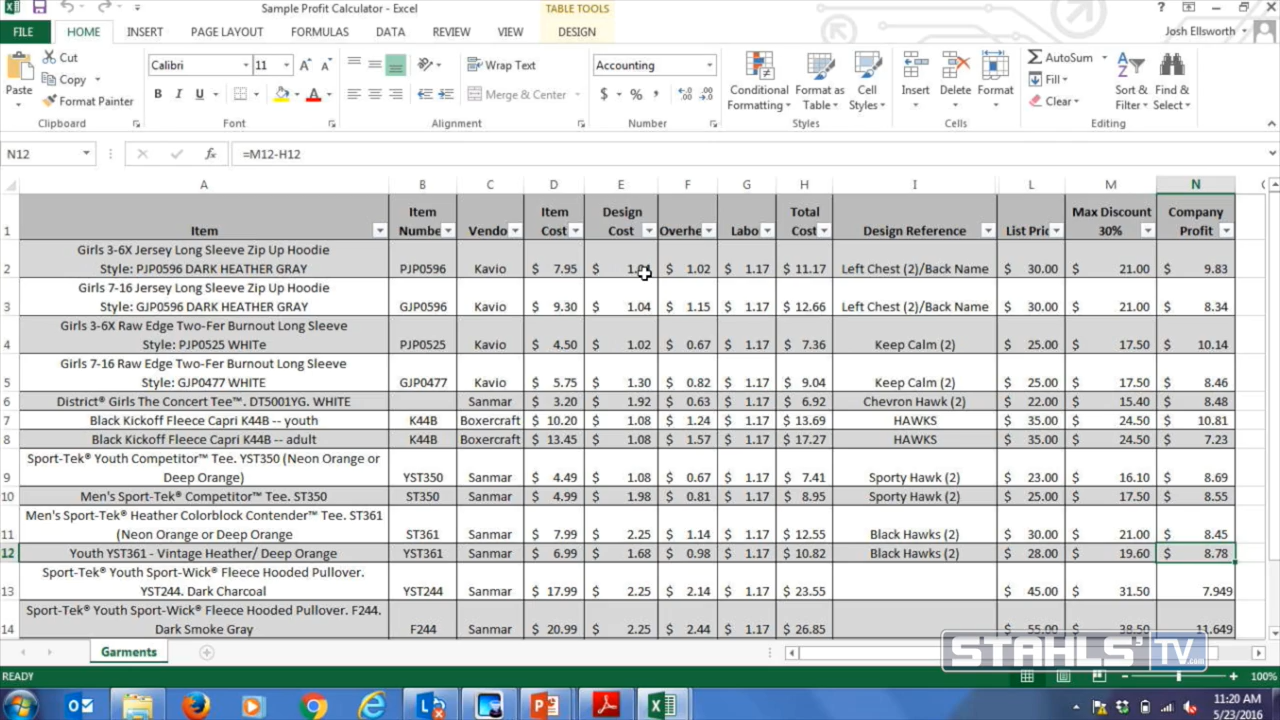 Sample Profit Calculator - Excel
TABLE TOOLS
?
FILE HOME INSERT PAGE LAYOUT FORMULAS DATA REVIEW VIEW DESIGN Josh Ellsworth
Paste Cut Calibri 11 A A Wrap Text Accounting Conditional Formatting Format as Table Cell Styles Insert Delete Format AutoSum Sort & Filter Find & Select
Copy Fill
Format Painter B I U A Merge & Center $ % , Clear
Clipboard Font Alignment Number Styles Cells Editing
N12 fx =M12-H12
A B C D E F G H I L M N
1 Item Item Numbe Vendo Item Cost Design Cost Overhe Labo Total Cost Design Reference List Pric Max Discount 30% Company Profit
Girls 3-6X Jersey Long Sleeve Zip Up Hoodie
2 Style: PJP0596 DARK HEATHER GRAY PJP0596 Kavio $ 7.95 $ $ 1.02 $ 1.17 $ 11.17 Left Chest (2)/Back Name $ 30.00 $ 21.00 $ 9.83
Girls 7-16 Jersey Long Sleeve Zip Up Hoodie
3 Style: GJP0596 DARK HEATHER GRAY GJP0596 Kavio $ 9.30 $ 1.04 $ 1.15 $ 1.17 $ 12.66 Left Chest (2)/Back Name $ 30.00 $ 21.00 $ 8.34
Girls 3-6X Raw Edge Two-Fer Burnout Long Sleeve
4 Style: PJP0525 WHITe PJP0525 Kavio $ 4.50 $ 1.02 $ 0.67 $ 1.17 $ 7.36 Keep Calm (2) $ 25.00 $ 17.50 $ 10.14
Girls 7-16 Raw Edge Two-Fer Burnout Long Sleeve
5 Style: GJP0477 WHITE GJP0477 Kavio $ 5.75 $ 1.30 $ 0.82 $ 1.17 $ 9.04 Keep Calm (2) $ 25.00 $ 17.50 $ 8.46
6 District® Girls The Concert Tee™. DT5001YG. WHITE Sanmar $ 3.20 $ 1.92 $ 0.63 $ 1.17 $ 6.92 Chevron Hawk (2) $ 22.00 $ 15.40 $ 8.48
7 Black Kickoff Fleece Capri K44B -- youth K44B Boxercraft $ 10.20 $ 1.08 $ 1.24 $ 1.17 $ 13.69 HAWKS $ 35.00 $ 24.50 $ 10.81
8 Black Kickoff Fleece Capri K44B -- adult K44B Boxercraft $ 13.45 $ 1.08 $ 1.57 $ 1.17 $ 17.27 HAWKS $ 35.00 $ 24.50 $ 7.23
Sport-Tek® Youth Competitor™ Tee. YST350 (Neon Orange or
9 Deep Orange) YST350 Sanmar $ 4.49 $ 1.08 $ 0.67 $ 1.17 $ 7.41 Sporty Hawk (2) $ 23.00 $ 16.10 $ 8.69
10 Men's Sport-Tek® Competitor™ Tee. ST350 ST350 Sanmar $ 4.99 $ 1.98 $ 0.81 $ 1.17 $ 8.95 Sporty Hawk (2) $ 25.00 $ 17.50 $ 8.55
Men's Sport-Tek® Heather Colorblock Contender™ Tee. ST361
11 (Neon Orange or Deep Orange ST361 Sanmar $ 7.99 $ 2.25 $ 1.14 $ 1.17 $ 12.55 Black Hawks (2) $ 30.00 $ 21.00 $ 8.45
12 Youth YST361 - Vintage Heather/ Deep Orange YST361 Sanmar $ 6.99 $ 1.68 $ 0.98 $ 1.17 $ 10.82 Black Hawks (2) $ 28.00 $ 19.60 $ 8.78
Sport-Tek® Youth Sport-Wick® Fleece Hooded Pullover.
13 YST244. Dark Charcoal YST244 Sanmar $ 17.99 $ 2.25 $ 2.14 $ 1.17 $ 23.55 $ 45.00 $ 31.50 7.949
Sport-Tek® Youth Sport-Wick® Fleece Hooded Pullover. F244.
14 Dark Smoke Gray F244 Sanmar $ 20.99 $ 2.25 $ 2.44 $ 1.17 $ 26.85 $ 55.00 $ 38.50 11.649
Garments
STAHLS' TV.com
READY 100%
11:20 AM
5/23/2016